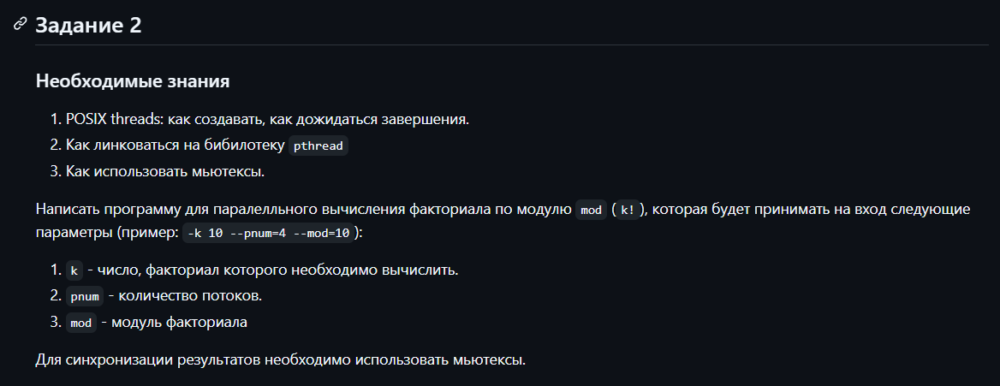 Задание 2
Необходимые знания
1. POSIX threads: как создавать, как дожидаться завершения.
2. Как линковаться на бибилотеку pthread
3. Как использовать мьютексы.
Написать программу для паралелльного вычисления факториала по модулю mod ( k! ), которая будет принимать на вход следующие
параметры (пример: -k 10 --pnum=4 --mod=10 ):
1. k - число, факториал которого необходимо вычислить.
2. pnum - количество потоков.
3. mod - модуль факториала
Для синхронизации результатов необходимо использовать мьютексы.